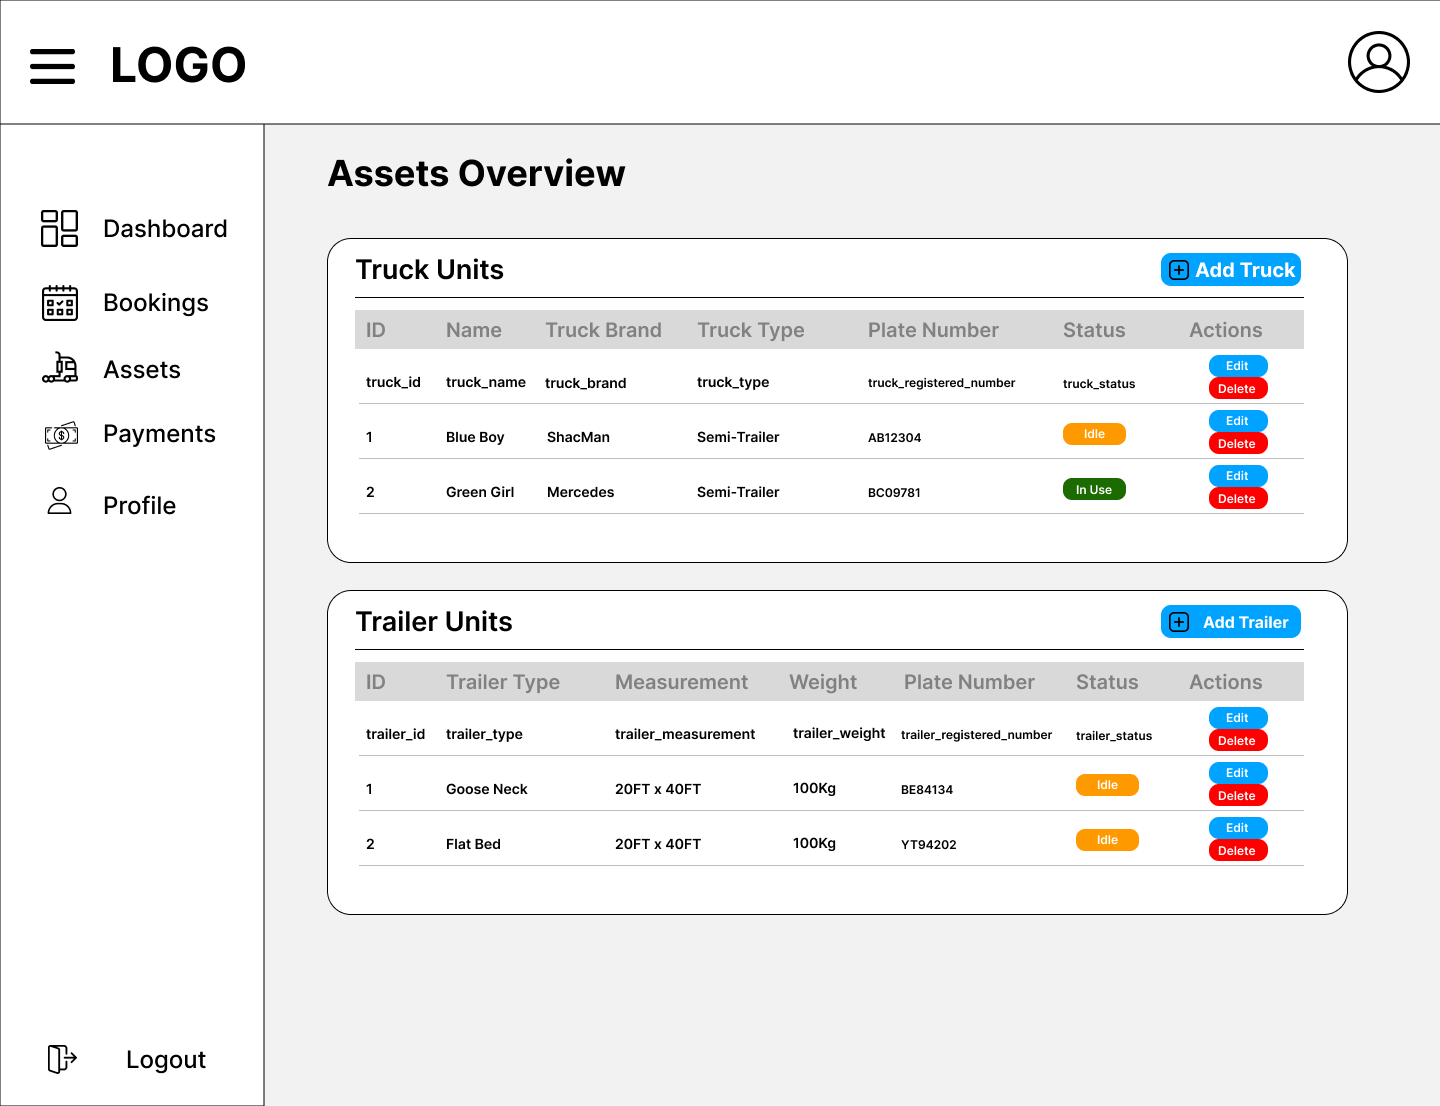 LOGO
Assets Overview
Dashboard
Bookings
Assets
Payments
Profile
Logout
Truck Units
Add Truck
ID Name Truck Brand Truck Type Plate Number Status Actions
truck_id truck_name truck_brand truck_type truck_registered_number truck_status Edit
Delete
1 Blue Boy ShacMan Semi-Trailer AB12304 Idle Edit
Delete
2 Green Girl Mercedes Semi-Trailer BC09781 In Use Edit
Delete
Trailer Units
Add Trailer
ID Trailer Type Measurement Weight Plate Number Status Actions
trailer_id trailer_type trailer_measurement trailer_weight trailer_registered_number trailer_status Edit
Delete
1 Goose Neck 20FT x 40FT 100Kg BE84134 Idle Edit
Delete
2 Flat Bed 20FT x 40FT 100Kg YT94202 Idle Edit
Delete